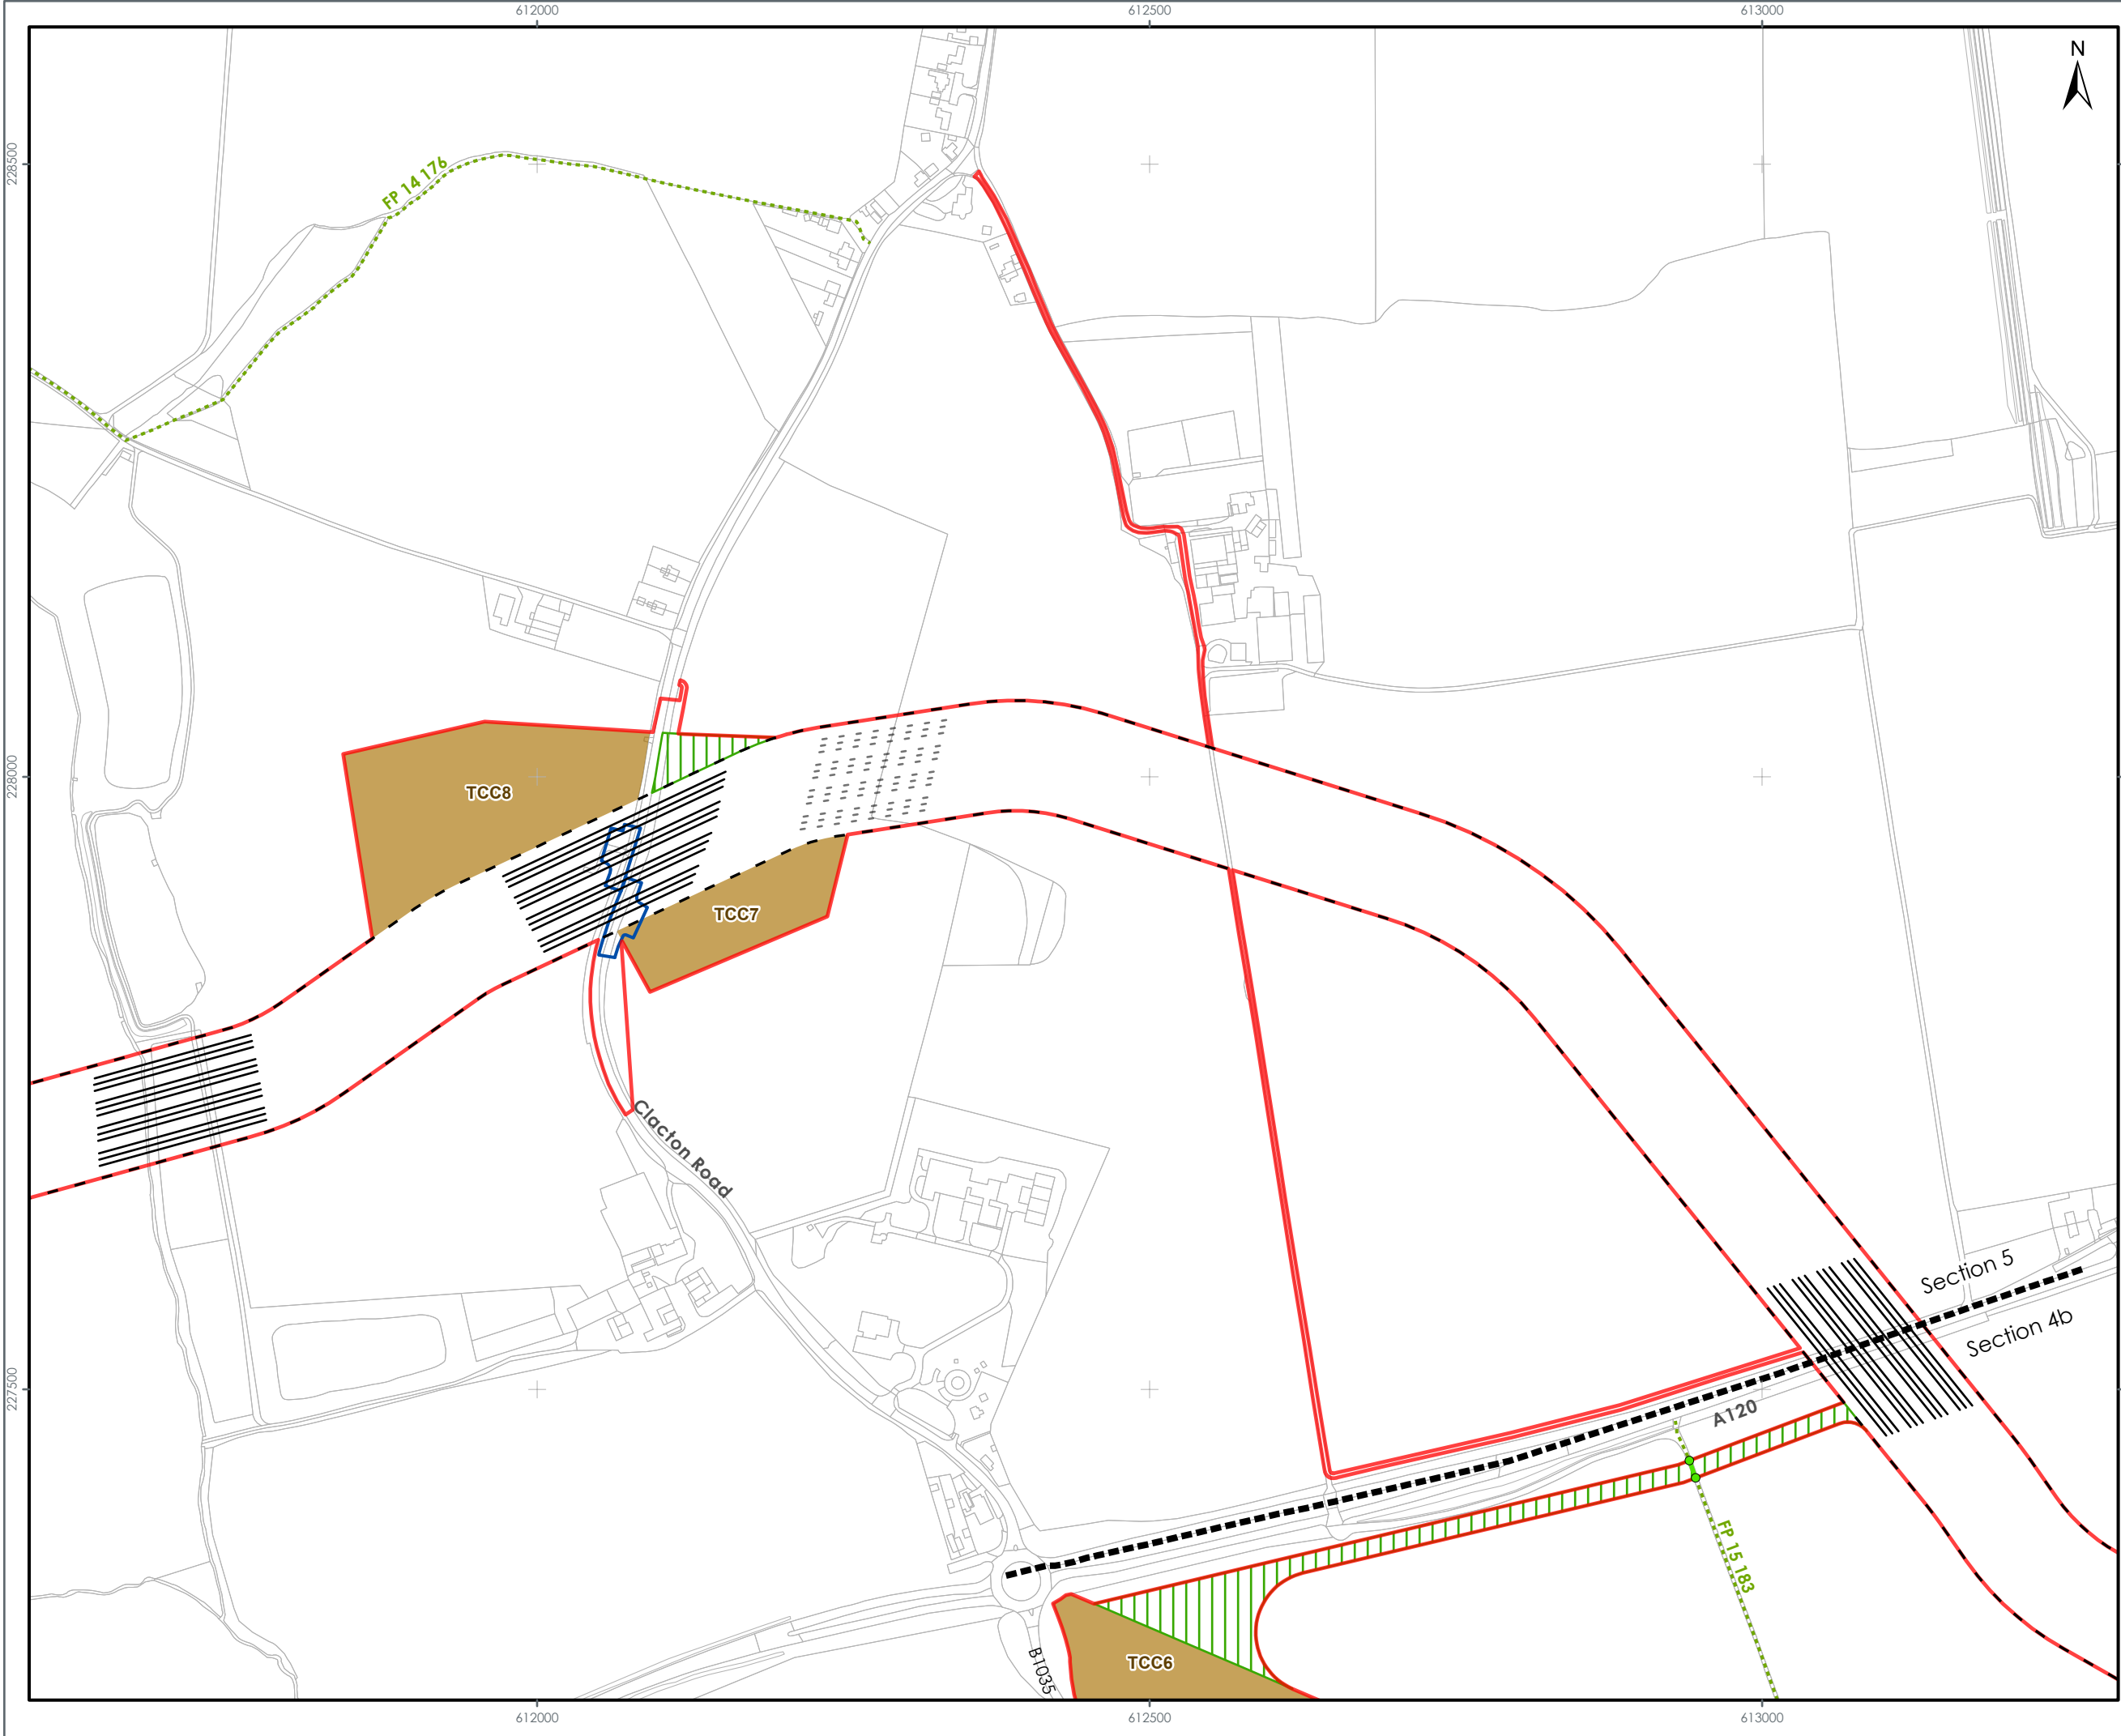 612000
612500
613000
N
228500
FP 14 176
228000
TCC8
TCC7
Clacton Road
Section 5
Section 4b
227500
A120
FP 15 183
TCC6
B1035
612000
612500
613000